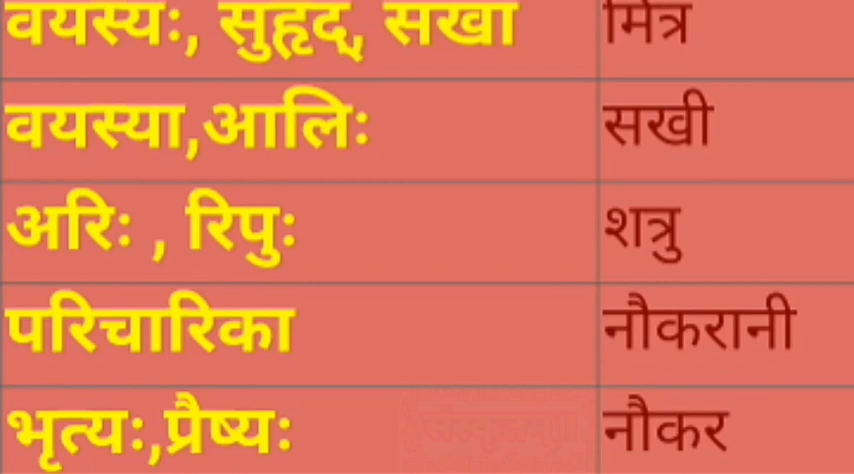 वयस्यः, सुहृद्, सखा मित्र
वयस्या,आलिः सखी
अरिः , रिपुः शत्रु
परिचारिका नौकरानी
भृत्यः,प्रैष्यः नौकर